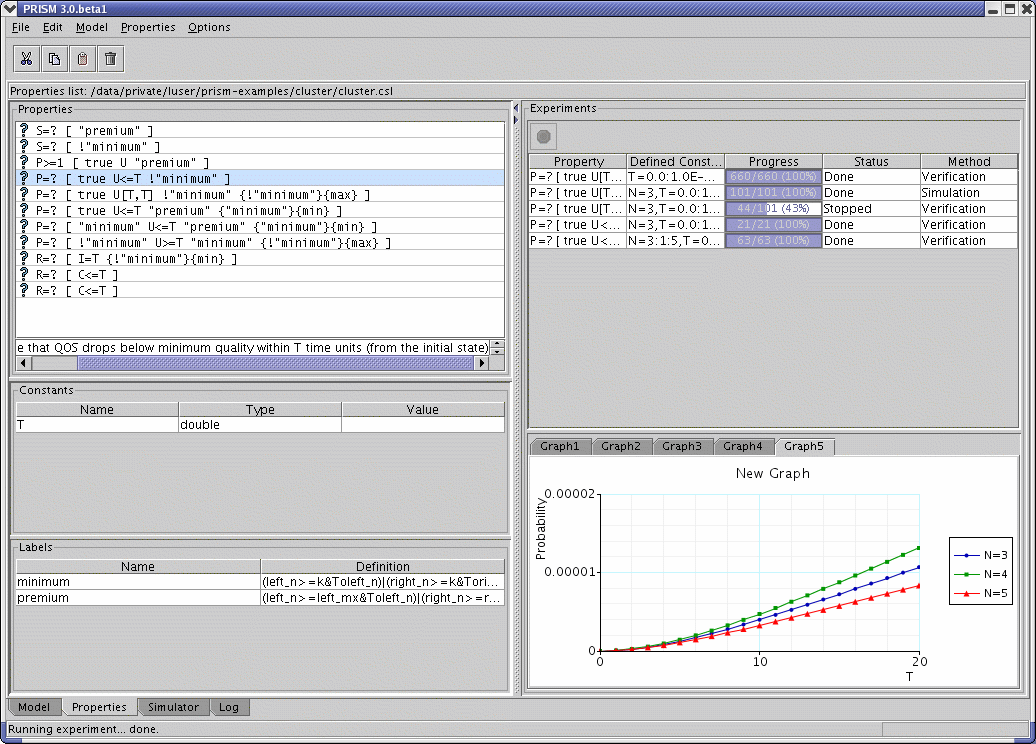 PRISM 3.0.beta1
File Edit Model Properties Options
Properties list: /data/private/luser/prism-examples/cluster/cluster.csl
Properties
S=? [ "premium" ]
S=? [ !"minimum" ]
P>=1 [ true U "premium" ]
P=? [ true U<=T !"minimum" ]
P=? [ true U[T,T] !"minimum" {!"minimum"}{max} ]
P=? [ true U<=T "premium" {"minimum"}{min} ]
P=? [ "minimum" U<=T "premium" {"minimum"}{min} ]
P=? [ !"minimum" U>=T "minimum" {!"minimum"}{max} ]
R=? [ I=T {!"minimum"}{min} ]
R=? [ C<=T ]
R=? [ C<=T ]
e that QOS drops below minimum quality within T time units (from the initial state)
Constants
Name Type Value
T double
Labels
Name Definition
minimum (left_n>=k&Toleft_n)|(right_n>=k&Tori...
premium (left_n>=left_mx&Toleft_n)|(right_n>=r...
Experiments
Property Defined Const... Progress Status Method
P=? [ true U[T... T=0.0:1.0E-... 660/660 (100%) Done Verification
P=? [ true U[T... N=3,T=0.0:1... 101/101 (100%) Done Simulation
P=? [ true U[T... N=3,T=0.0:1... 44/101 (43%) Stopped Verification
P=? [ true U<... N=3,T=0.0:1... 21/21 (100%) Done Verification
P=? [ true U<... N=3:1:5,T=0... 63/63 (100%) Done Verification
Graph1 Graph2 Graph3 Graph4 Graph5
New Graph
Probability
0.00002
0.00001
0
0 10 20
T
N=3
N=4
N=5
Model Properties Simulator Log
Running experiment... done.